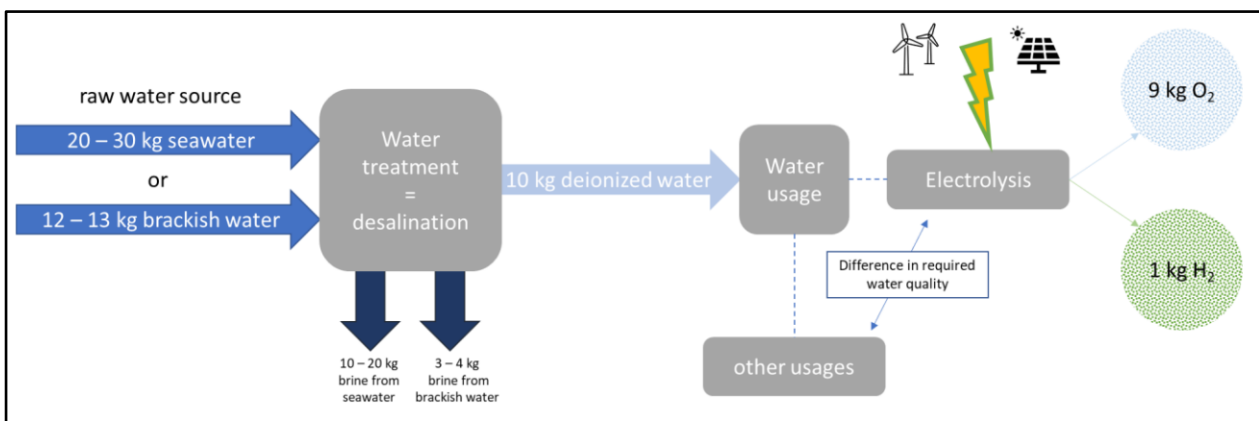 raw water source
20 – 30 kg seawater
or
12 – 13 kg brackish water
Water
treatment
=
desalination
10 – 20 kg
brine from
seawater
3 – 4 kg
brine from
brackish water
10 kg deionized water
Water
usage
Electrolysis
Difference in required
water quality
other usages
9 kg O₂
1 kg H₂